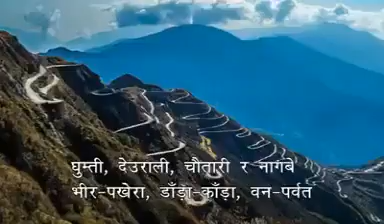 घुम्ती, देउराली, चौतारी र नागबे
भीर-पखेरा, डाँडा-काँडा, वन-पर्वत